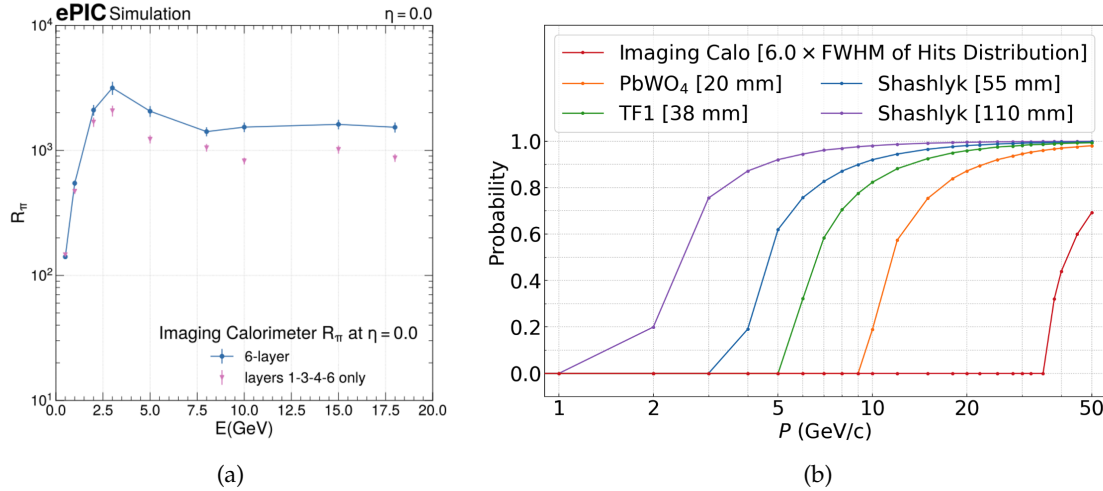 ePIC Simulation
η = 0.0
10⁴
10³
10²
10¹
R_π
Imaging Calorimeter R_π at η = 0.0
6-layer
layers 1-3-4-6 only
0.0 2.5 5.0 7.5 10.0 12.5 15.0 17.5 20.0
E(GeV)
(a)
Imaging Calo [6.0 × FWHM of Hits Distribution]
PbWO₄ [20 mm]
Shashlyk [55 mm]
TF1 [38 mm]
Shashlyk [110 mm]
1.0
0.8
0.6
0.4
0.2
0.0
Probability
1 2 5 10 20 50
P (GeV/c)
(b)